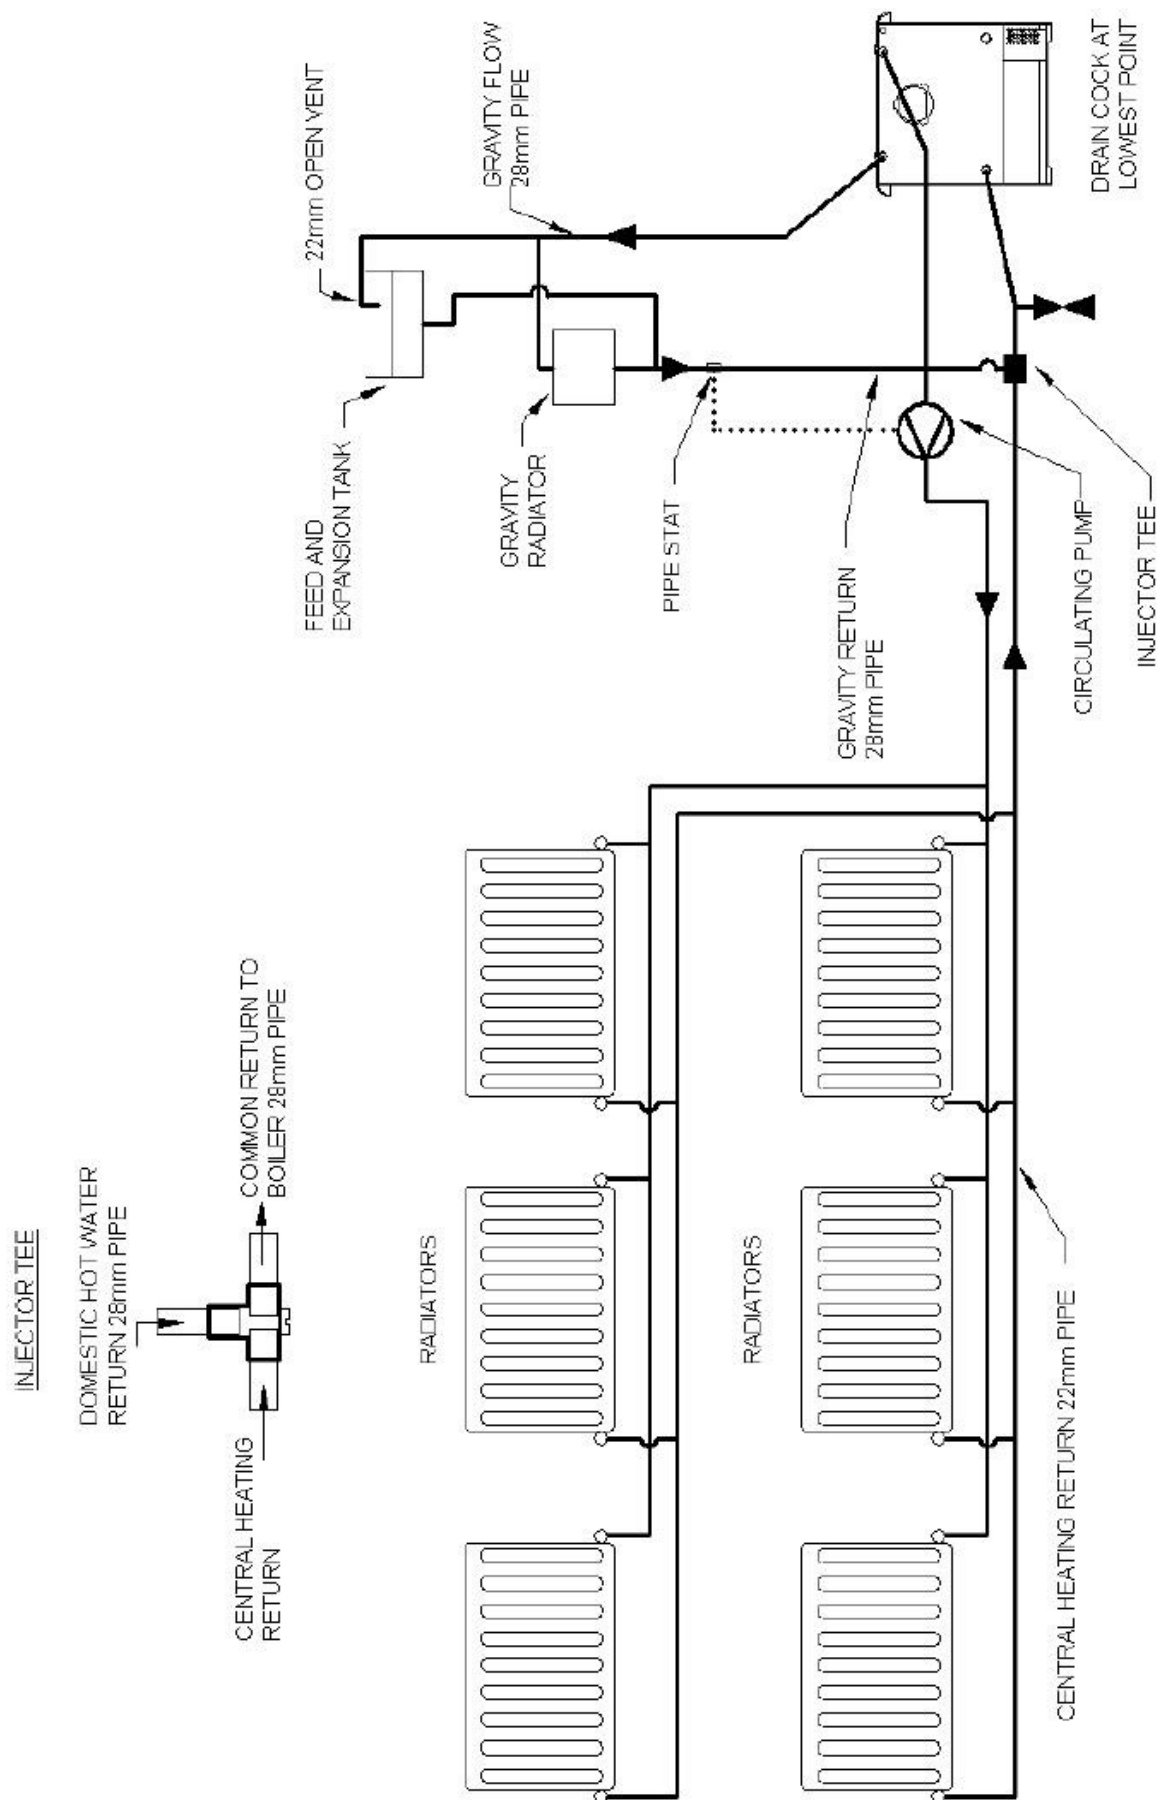 INJECTOR TEE
DOMESTIC HOT WATER
RETURN 28mm PIPE
CENTRAL HEATING
RETURN
COMMON RETURN TO
BOILER 28mm PIPE
FEED AND
EXPANSION TANK
22mm OPEN VENT
GRAVITY FLOW
28mm PIPE
GRAVITY
RADIATOR
PIPE STAT
GRAVITY RETURN
28mm PIPE
RADIATORS
RADIATORS
CENTRAL HEATING RETURN 22mm PIPE
CIRCULATING PUMP
INJECTOR TEE
DRAIN COCK AT
LOWEST POINT